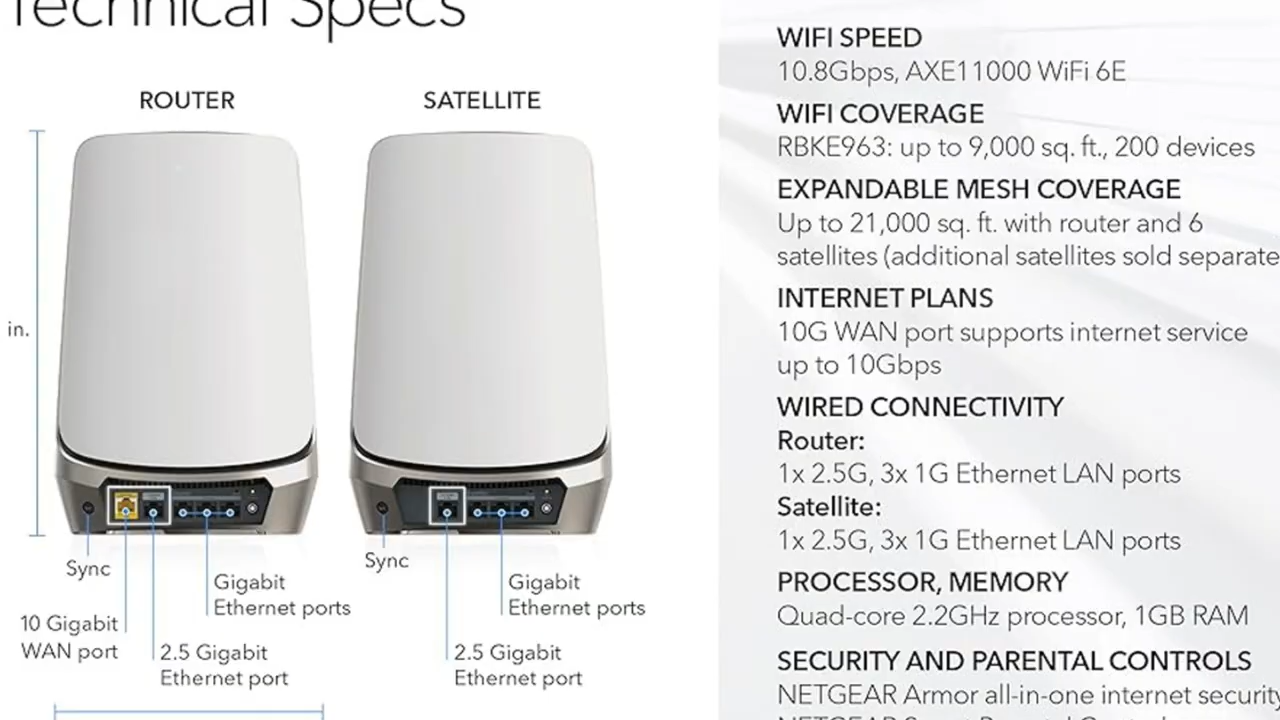 Technical Specs
ROUTER
SATELLITE
in.
Sync
Gigabit
Ethernet ports
10 Gigabit
WAN port
2.5 Gigabit
Ethernet port
Sync
Gigabit
Ethernet ports
2.5 Gigabit
Ethernet port
WIFI SPEED
10.8Gbps, AXE11000 WiFi 6E
WIFI COVERAGE
RBKE963: up to 9,000 sq. ft., 200 devices
EXPANDABLE MESH COVERAGE
Up to 21,000 sq. ft. with router and 6
satellites (additional satellites sold separate
INTERNET PLANS
10G WAN port supports internet service
up to 10Gbps
WIRED CONNECTIVITY
Router:
1x 2.5G, 3x 1G Ethernet LAN ports
Satellite:
1x 2.5G, 3x 1G Ethernet LAN ports
PROCESSOR, MEMORY
Quad-core 2.2GHz processor, 1GB RAM
SECURITY AND PARENTAL CONTROLS
NETGEAR Armor all-in-one internet security